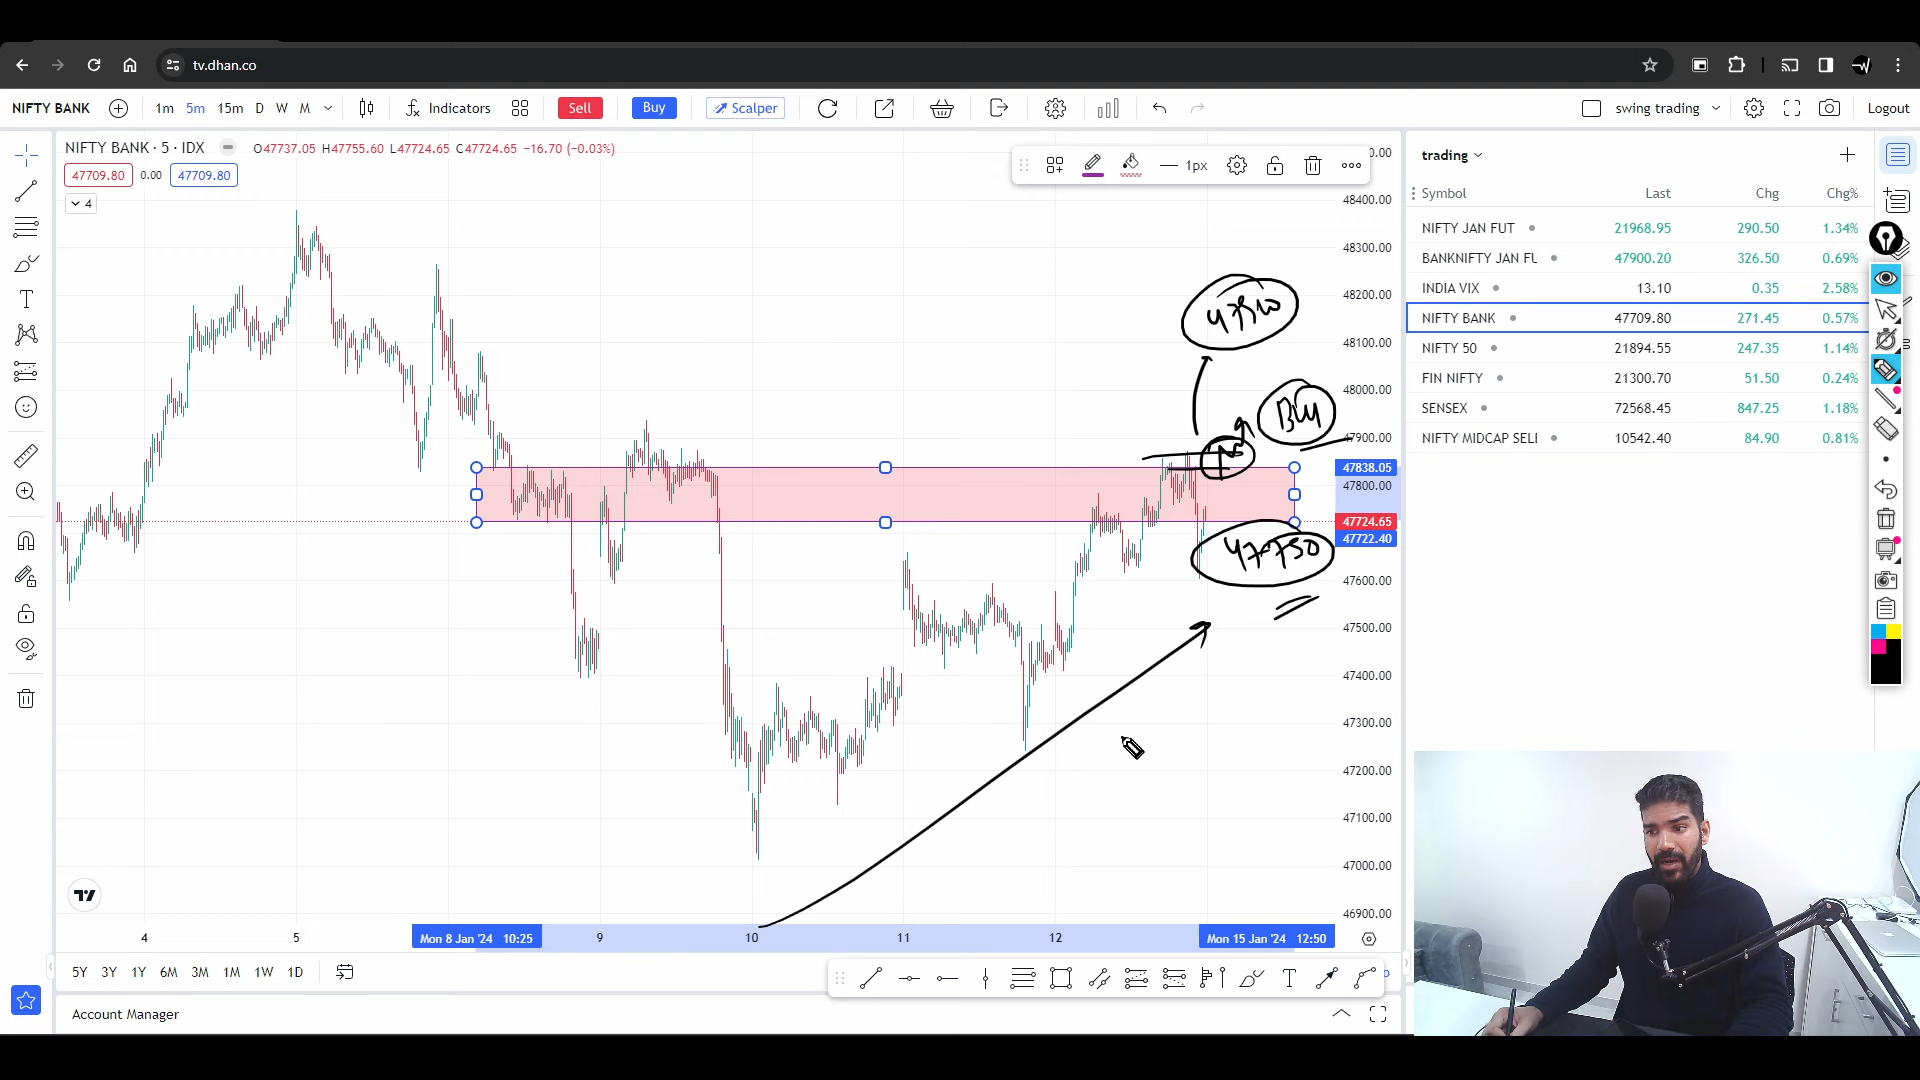 tv.dhan.co
NIFTY BANK 1m 5m 15m D W M Indicators Sell Buy Scalper swing trading Logout
NIFTY BANK · 5 · IDX O47737.05 H47755.60 L47724.65 C47724.65 −16.70 (−0.03%)
47709.80 0.00 47709.80
4
1px
48400.00
48300.00
48200.00
48100.00
48000.00
47900.00
47838.05
47800.00
47724.65
47722.40
47600.00
47500.00
47400.00
47300.00
47200.00
47100.00
47000.00
46900.00
Buy
47750
4 5 Mon 8 Jan '24 10:25 9 10 11 12 Mon 15 Jan '24 12:50
5Y 3Y 1Y 6M 3M 1M 1W 1D
Account Manager
trading
Symbol Last Chg Chg%
NIFTY JAN FUT 21968.95 290.50 1.34%
BANKNIFTY JAN FU 47900.20 326.50 0.69%
INDIA VIX 13.10 0.35 2.58%
NIFTY BANK 47709.80 271.45 0.57%
NIFTY 50 21894.55 247.35 1.14%
FIN NIFTY 21300.70 51.50 0.24%
SENSEX 72568.45 847.25 1.18%
NIFTY MIDCAP SELE 10542.40 84.90 0.81%